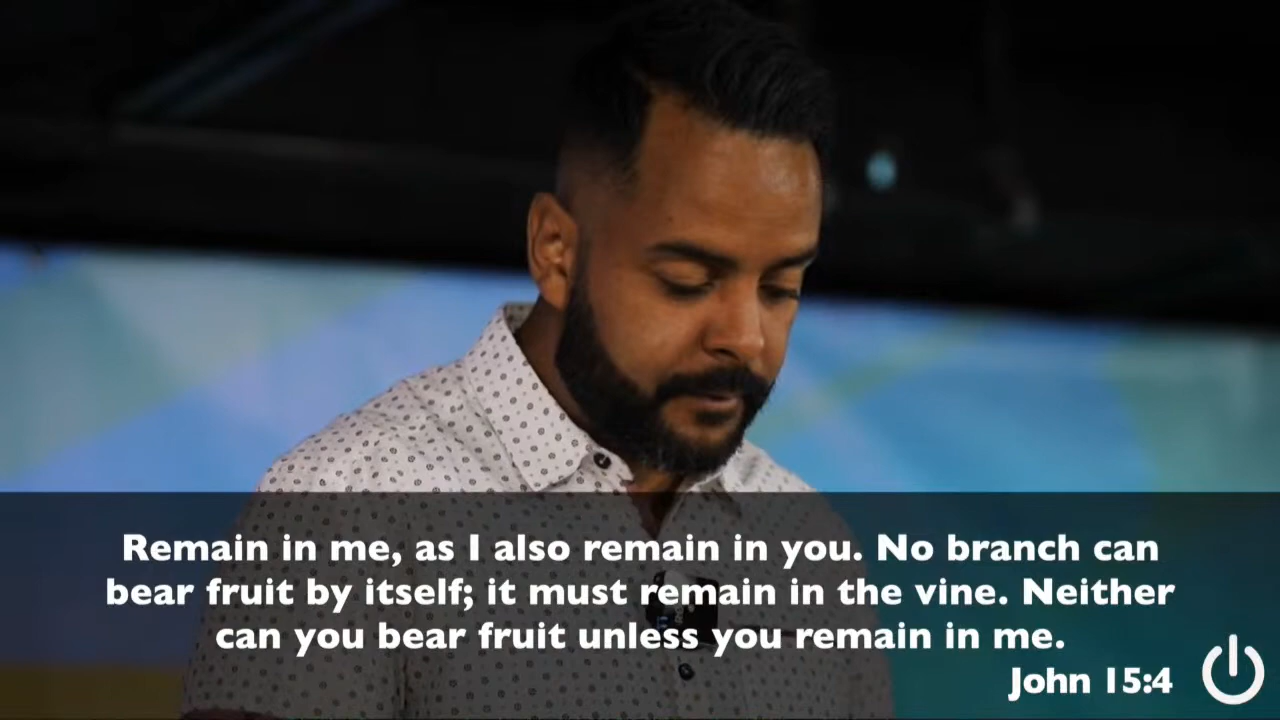 Remain in me, as I also remain in you. No branch can
bear fruit by itself; it must remain in the vine. Neither
can you bear fruit unless you remain in me.
John 15:4